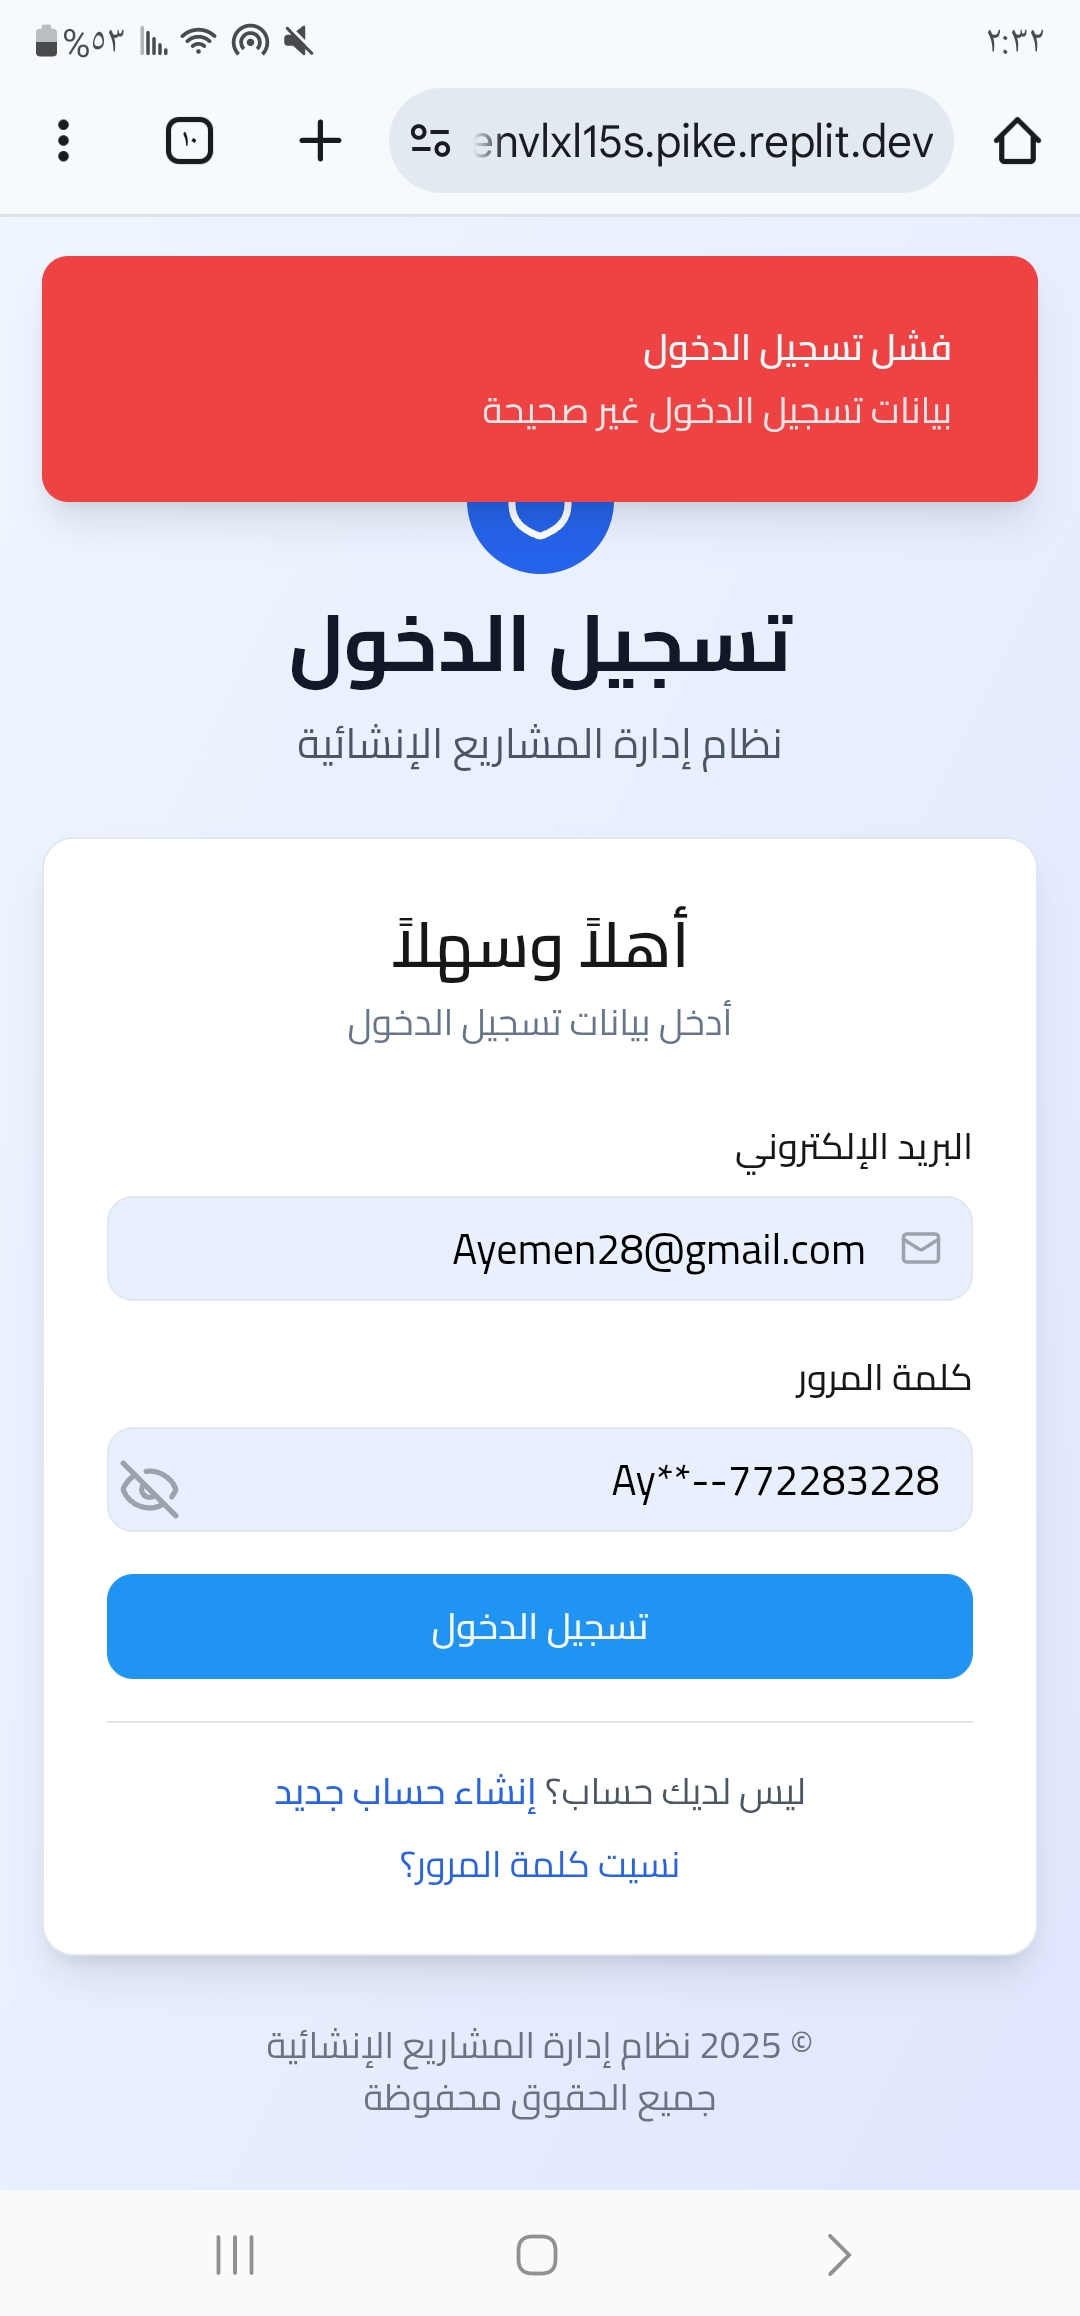 ٢:٣٢
%٥٣
١٠
envlxl15s.pike.replit.dev
فشل تسجيل الدخول
بيانات تسجيل الدخول غير صحيحة
تسجيل الدخول
نظام إدارة المشاريع الإنشائية
أهلاً وسهلاً
أدخل بيانات تسجيل الدخول
البريد الإلكتروني
Ayemen28@gmail.com
كلمة المرور
Ay**--772283228
تسجيل الدخول
ليس لديك حساب؟ إنشاء حساب جديد
نسيت كلمة المرور؟
© 2025 نظام إدارة المشاريع الإنشائية
جميع الحقوق محفوظة